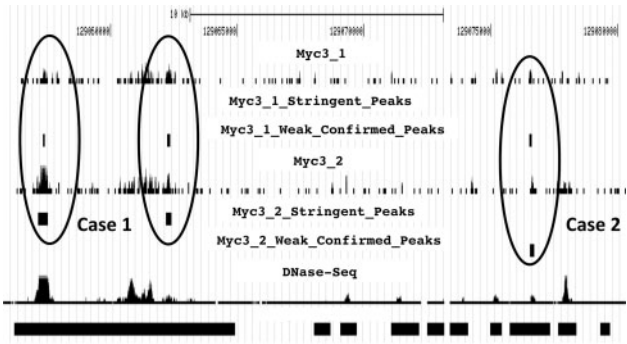 10 kB
129060000 129065000 129070000 129075000 129080000
Myc3_1
Myc3_1_Stringent_Peaks
Myc3_1_Weak_Confirmed_Peaks
Myc3_2
Myc3_2_Stringent_Peaks
Case 1 Case 2
Myc3_2_Weak_Confirmed_Peaks
DNase-Seq